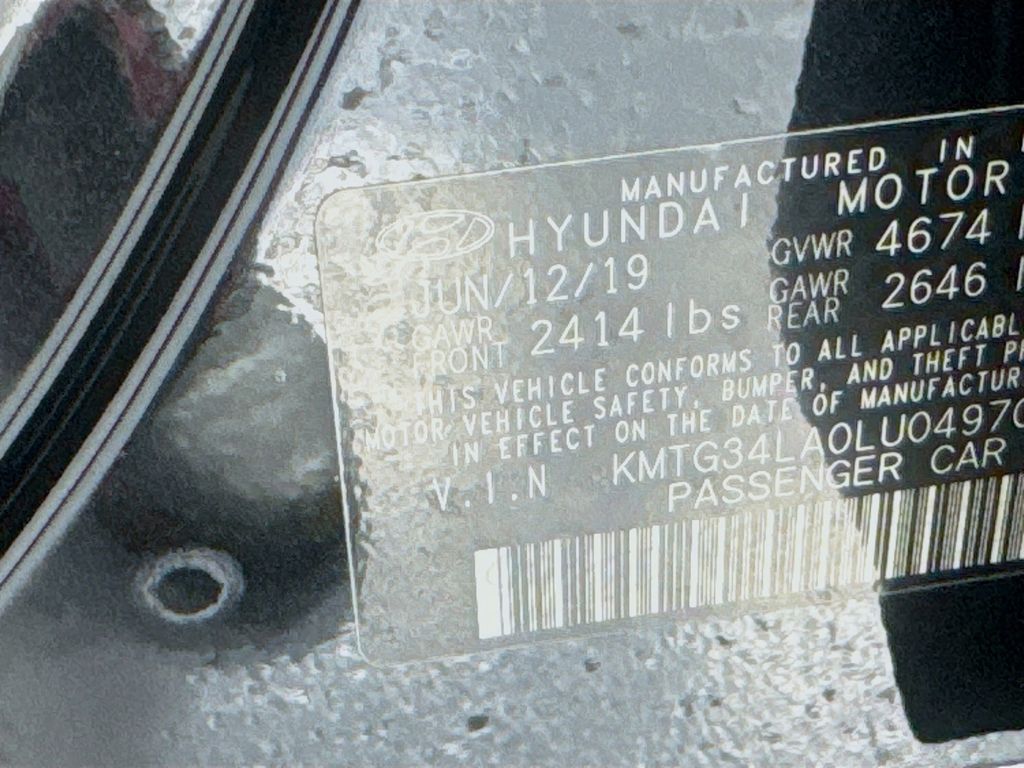 MANUFACTURED IN
HYUNDAI MOTOR
JUN/12/19 GVWR 4674
GAWR FRONT 2414 lbs GAWR REAR 2646
THIS VEHICLE CONFORMS TO ALL APPLICABL
MOTOR VEHICLE SAFETY, BUMPER, AND THEFT
IN EFFECT ON THE DATE OF MANUFACTUR
V.I.N KMTG34LA0LU0497
PASSENGER CAR